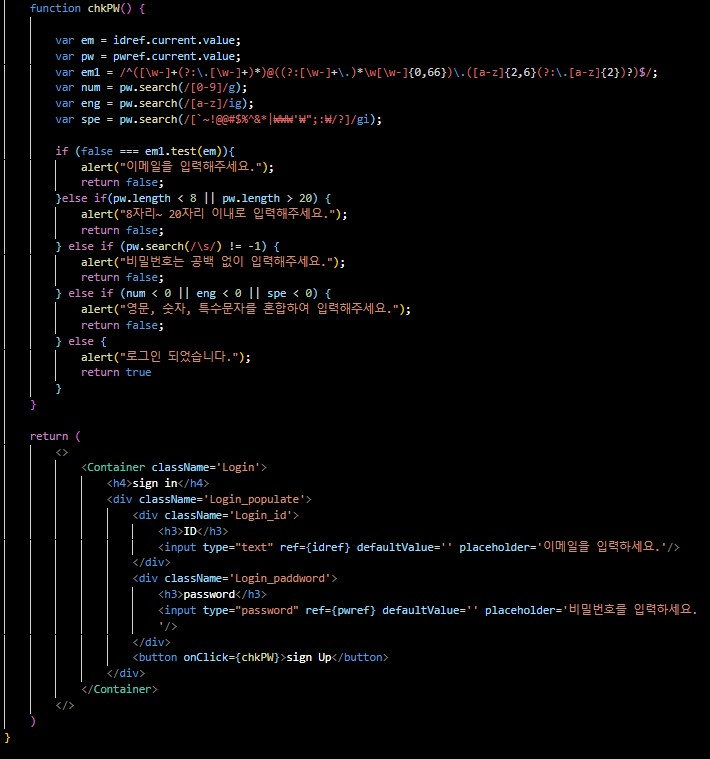 function chkPW() {
var em = idref.current.value;
var pw = pwref.current.value;
var em1 = /^([\w-]+(?:\.[\w-]+)*)@((?:[\w-]+\.)*\w[\w-]{0,66})\.([a-z]{2,6}(?:\.[a-z]{2})?)$/;
var num = pw.search(/[0-9]/g);
var eng = pw.search(/[a-z]/ig);
var spe = pw.search(/[`~!@@#$%^&*|₩₩₩'₩";:₩/?]/gi);
if (false === em1.test(em)){
alert("이메일을 입력해주세요.");
return false;
}else if(pw.length < 8 || pw.length > 20) {
alert("8자리~ 20자리 이내로 입력해주세요.");
return false;
} else if (pw.search(/\s/) != -1) {
alert("비밀번호는 공백 없이 입력해주세요.");
return false;
} else if (num < 0 || eng < 0 || spe < 0) {
alert("영문, 숫자, 특수문자를 혼합하여 입력해주세요.");
return false;
} else {
alert("로그인 되었습니다.");
return true
}
}
return (
<>
<Container className='Login'>
<h4>sign in</h4>
<div className='Login_populate'>
<div className='Login_id'>
<h3>ID</h3>
<input type="text" ref={idref} defaultValue='' placeholder='이메일을 입력하세요.'/>
</div>
<div className='Login_paddword'>
<h3>password</h3>
<input type="password" ref={pwref} defaultValue='' placeholder='비밀번호를 입력하세요.
'/>
</div>
<button onClick={chkPW}>sign Up</button>
</div>
</Container>
</>
)
}